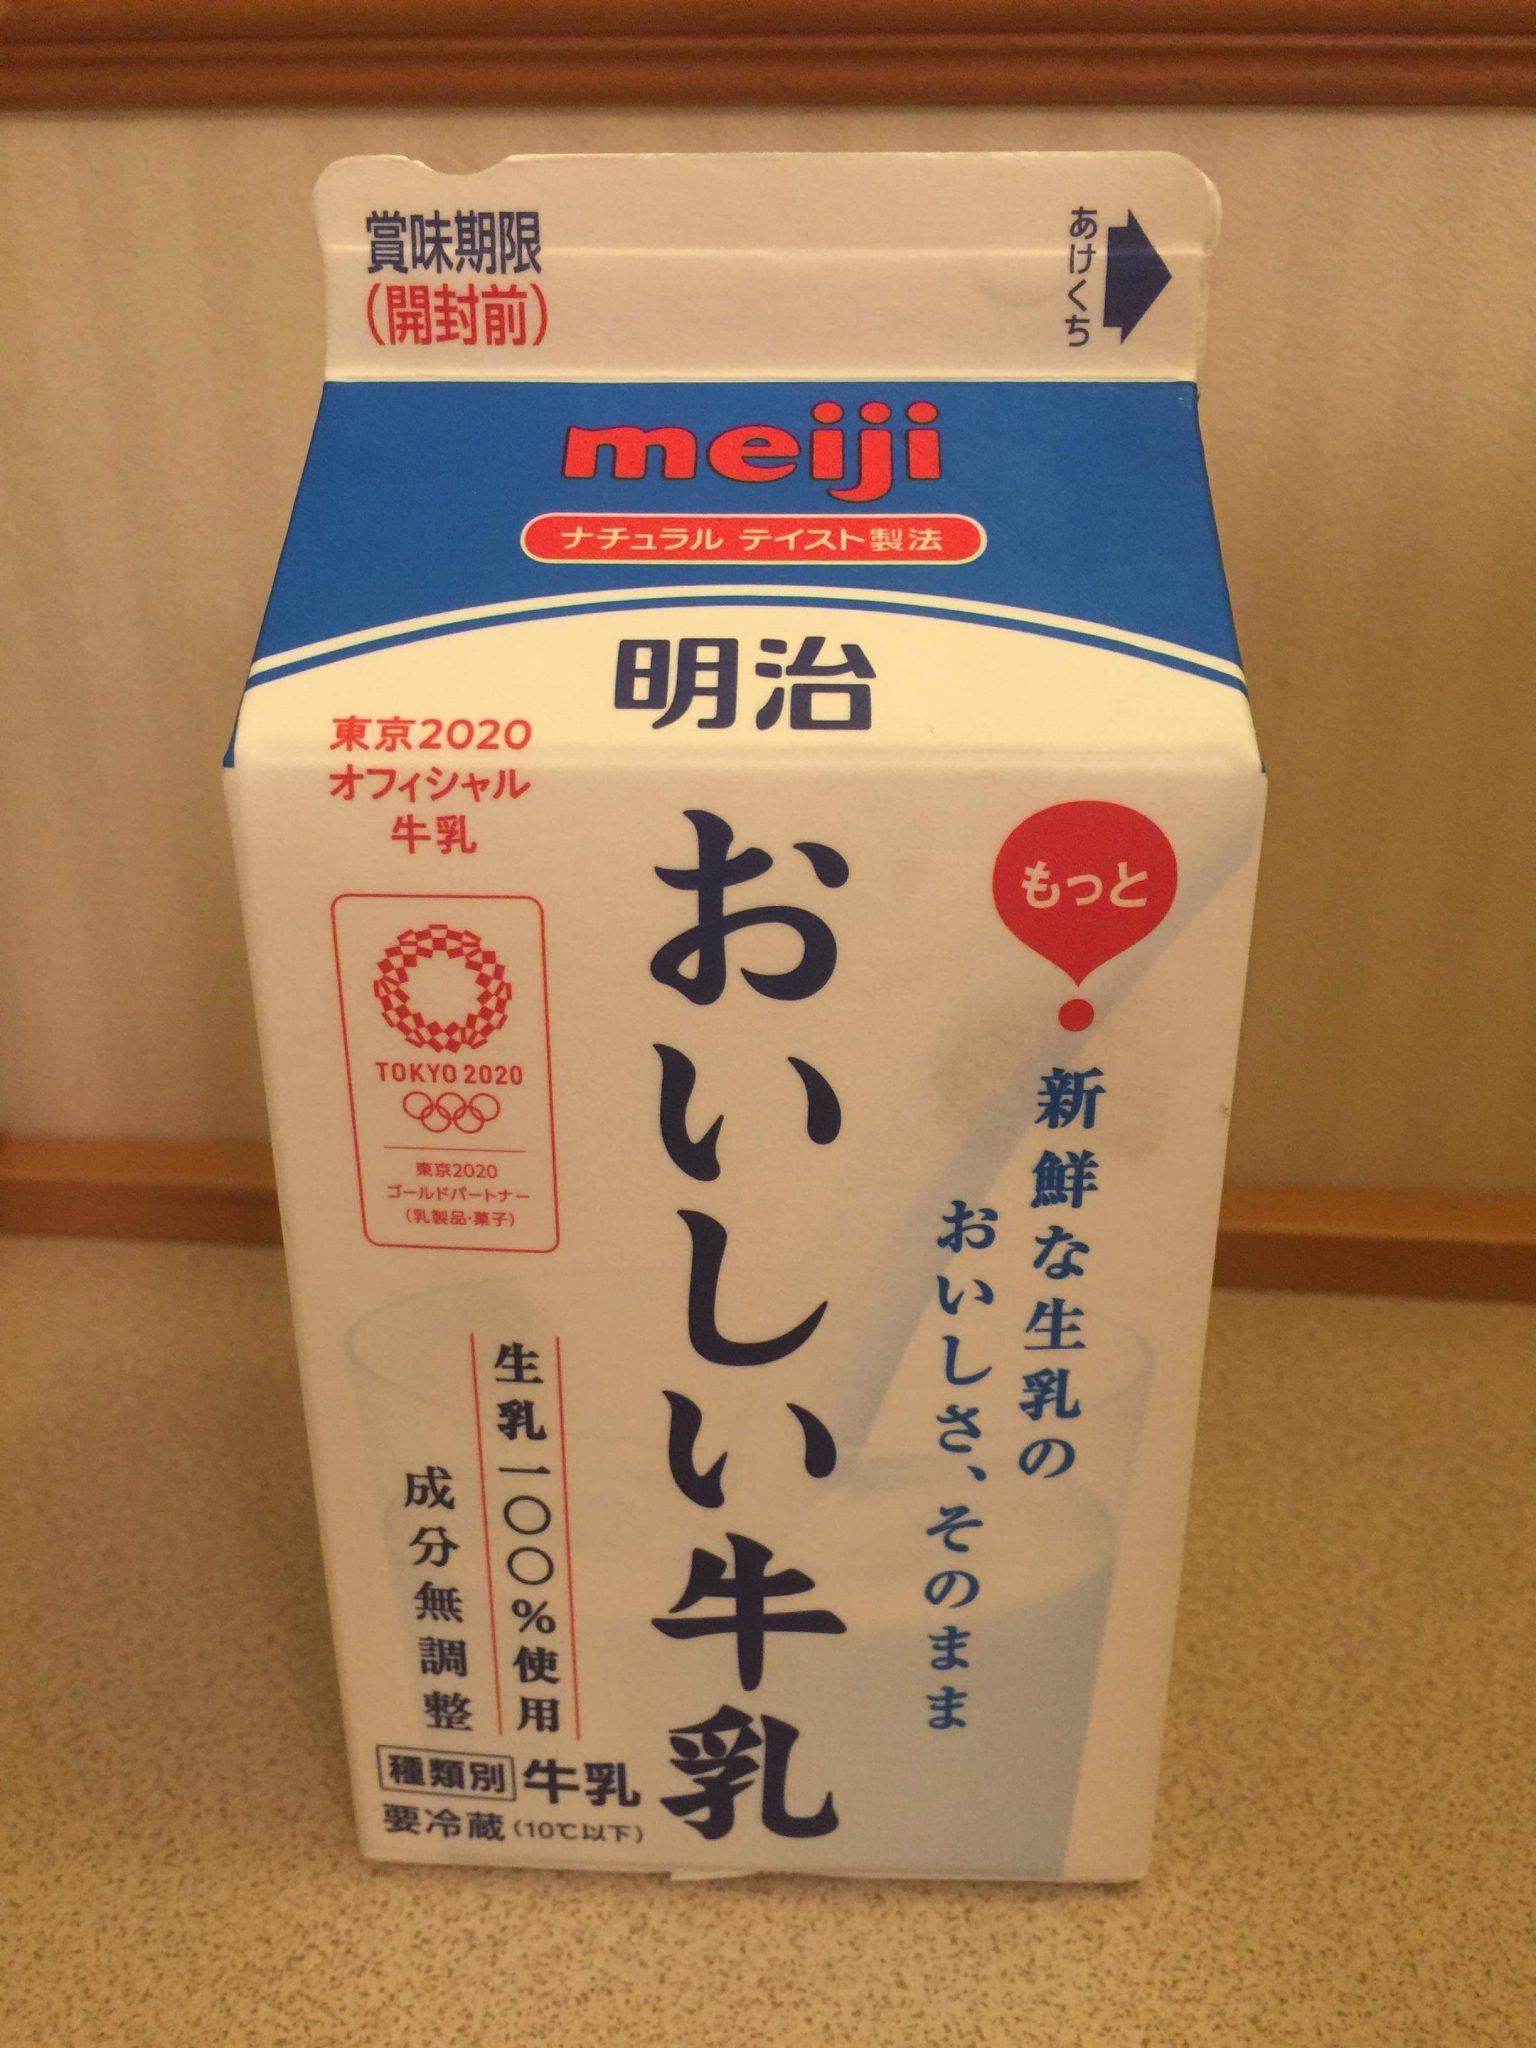 賞味期限
(開封前)
あけくち
meiji
ナチュラル テイスト製法
明治
東京2020
オフィシャル
牛乳
TOKYO 2020
東京2020
ゴールドパートナー
(乳製品・菓子)
もっと
新鮮な生乳の
おいしさ、そのまま
おいしい牛乳
生乳一〇〇%使用
成分無調整
種類別 牛乳
要冷蔵(10℃以下)